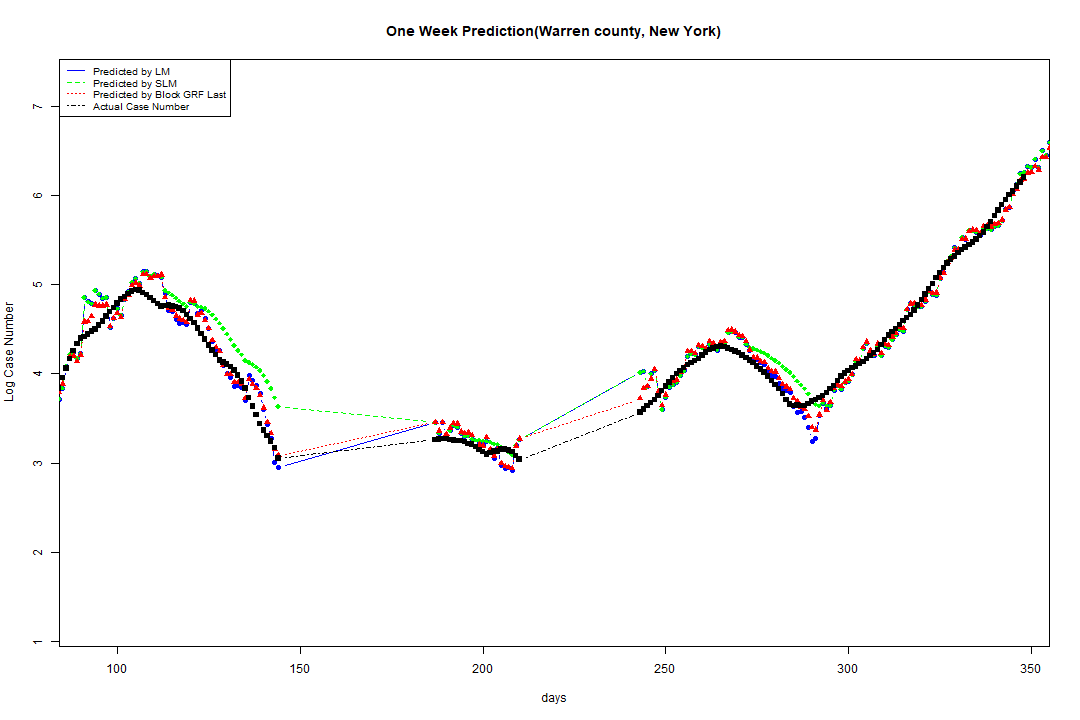 One Week Prediction(Warren county, New York)
Predicted by LM
Predicted by SLM
Predicted by Block GRF Last
Actual Case Number
Log Case Number
7
6
5
4
3
2
1
100 150 200 250 300 350
days